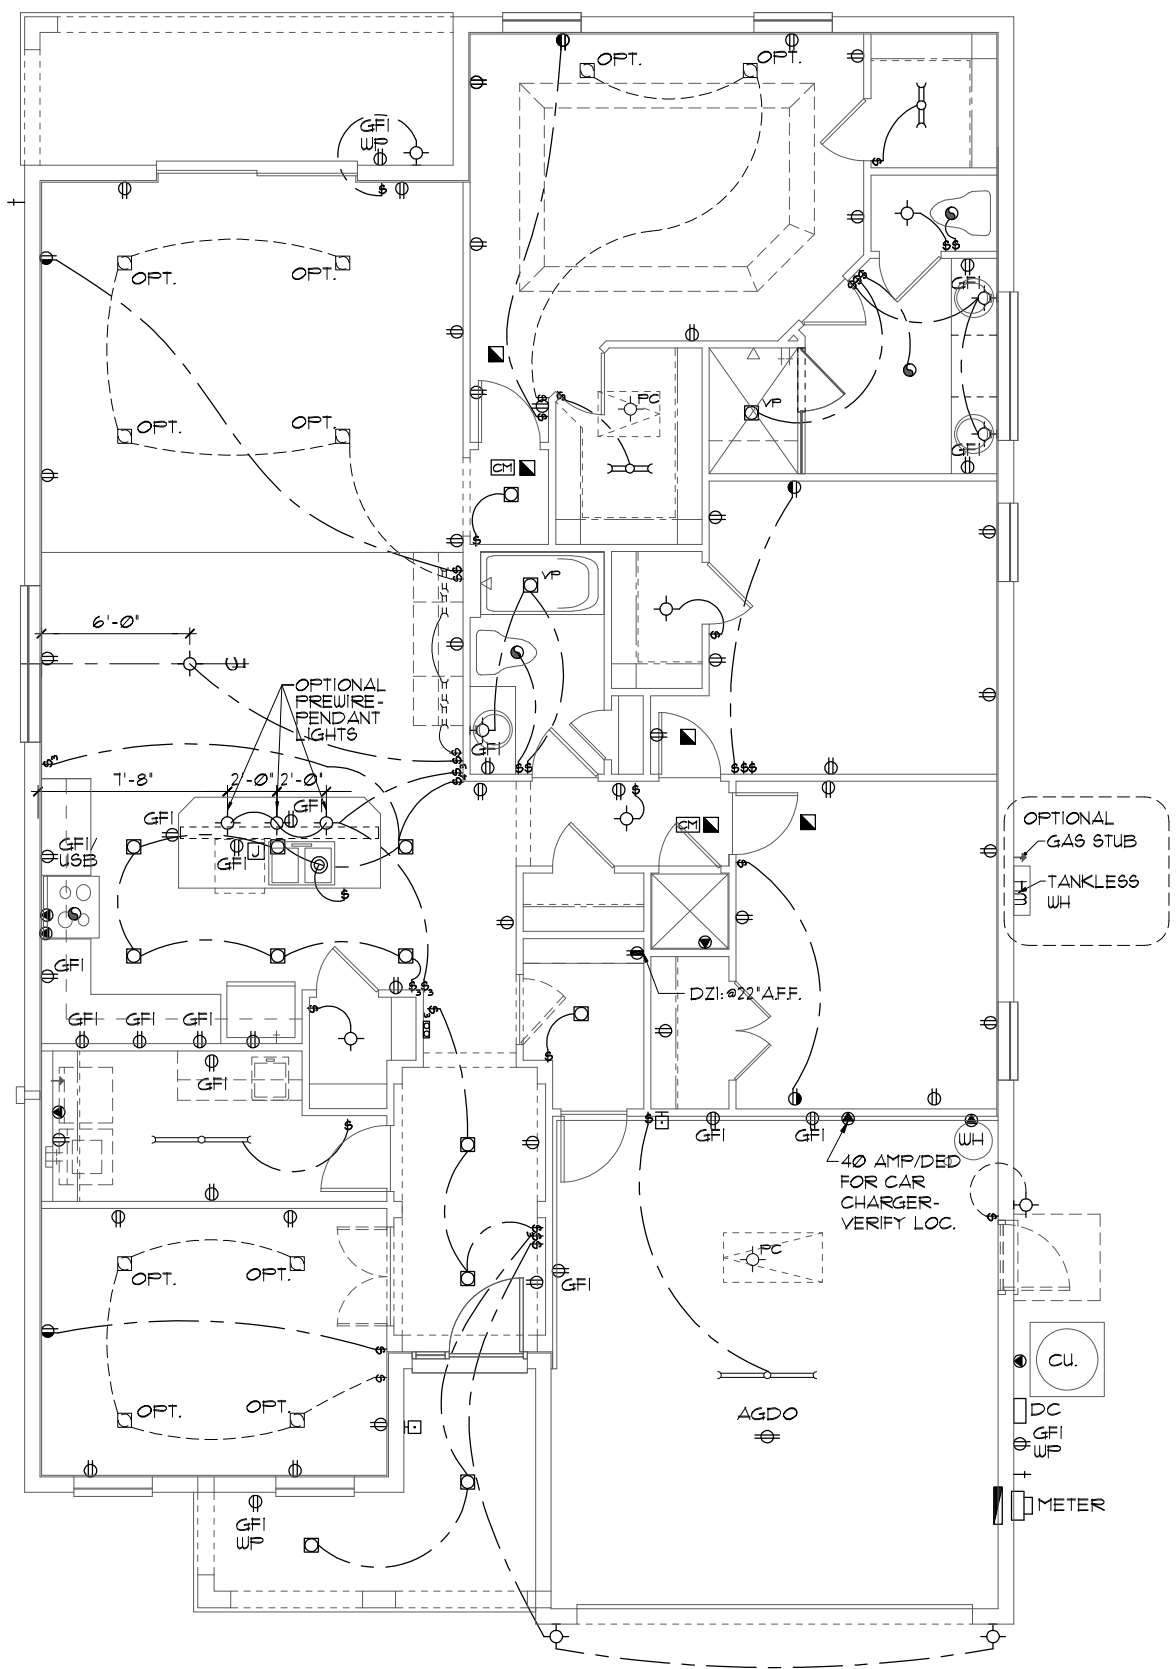 OPT.
OPT.
GFI
WP
OPT.
OPT.
GFI
PC
VP
OPT.
OPT.
GFI
CM
VP
6'-0"
OPTIONAL
PREWIRE-
PENDANT
LIGHTS
GFI
7'-8"
2'-0"
2'-0"
GFI
GFI
OPTIONAL
GAS STUB
TANKLESS
WH
CM
GFI/
USB
GFI
J
GFI
DZ1: @22" A.F.F.
GFI
GFI
GFI
GFI
GFI
GFI
WH
40 AMP/DED
FOR CAR
CHARGER-
VERIFY LOC.
PC
OPT.
OPT.
GFI
CU.
OPT.
OPT.
AGDO
DC
GFI
WP
METER
GFI
WP